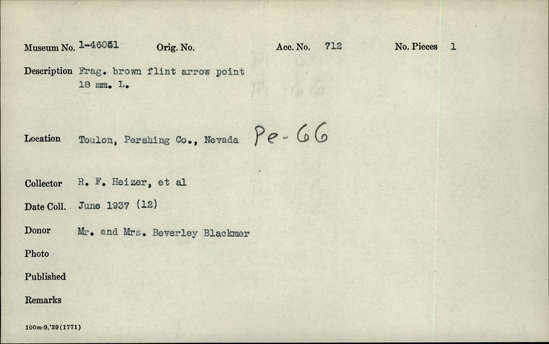 Museum No. 1-46051 Orig. No. Acc. No. 712 No. Pieces 1
Description Frag. brown flint arrow point
18 mm. L.
Location Toulon, Pershing Co., Nevada Pe-66
Collector R. F. Heizer, et al
Date Coll. June 1937 (12)
Donor Mr. and Mrs. Beverley Blackmer
Photo
Published
Remarks
100m-9,'29(1771)